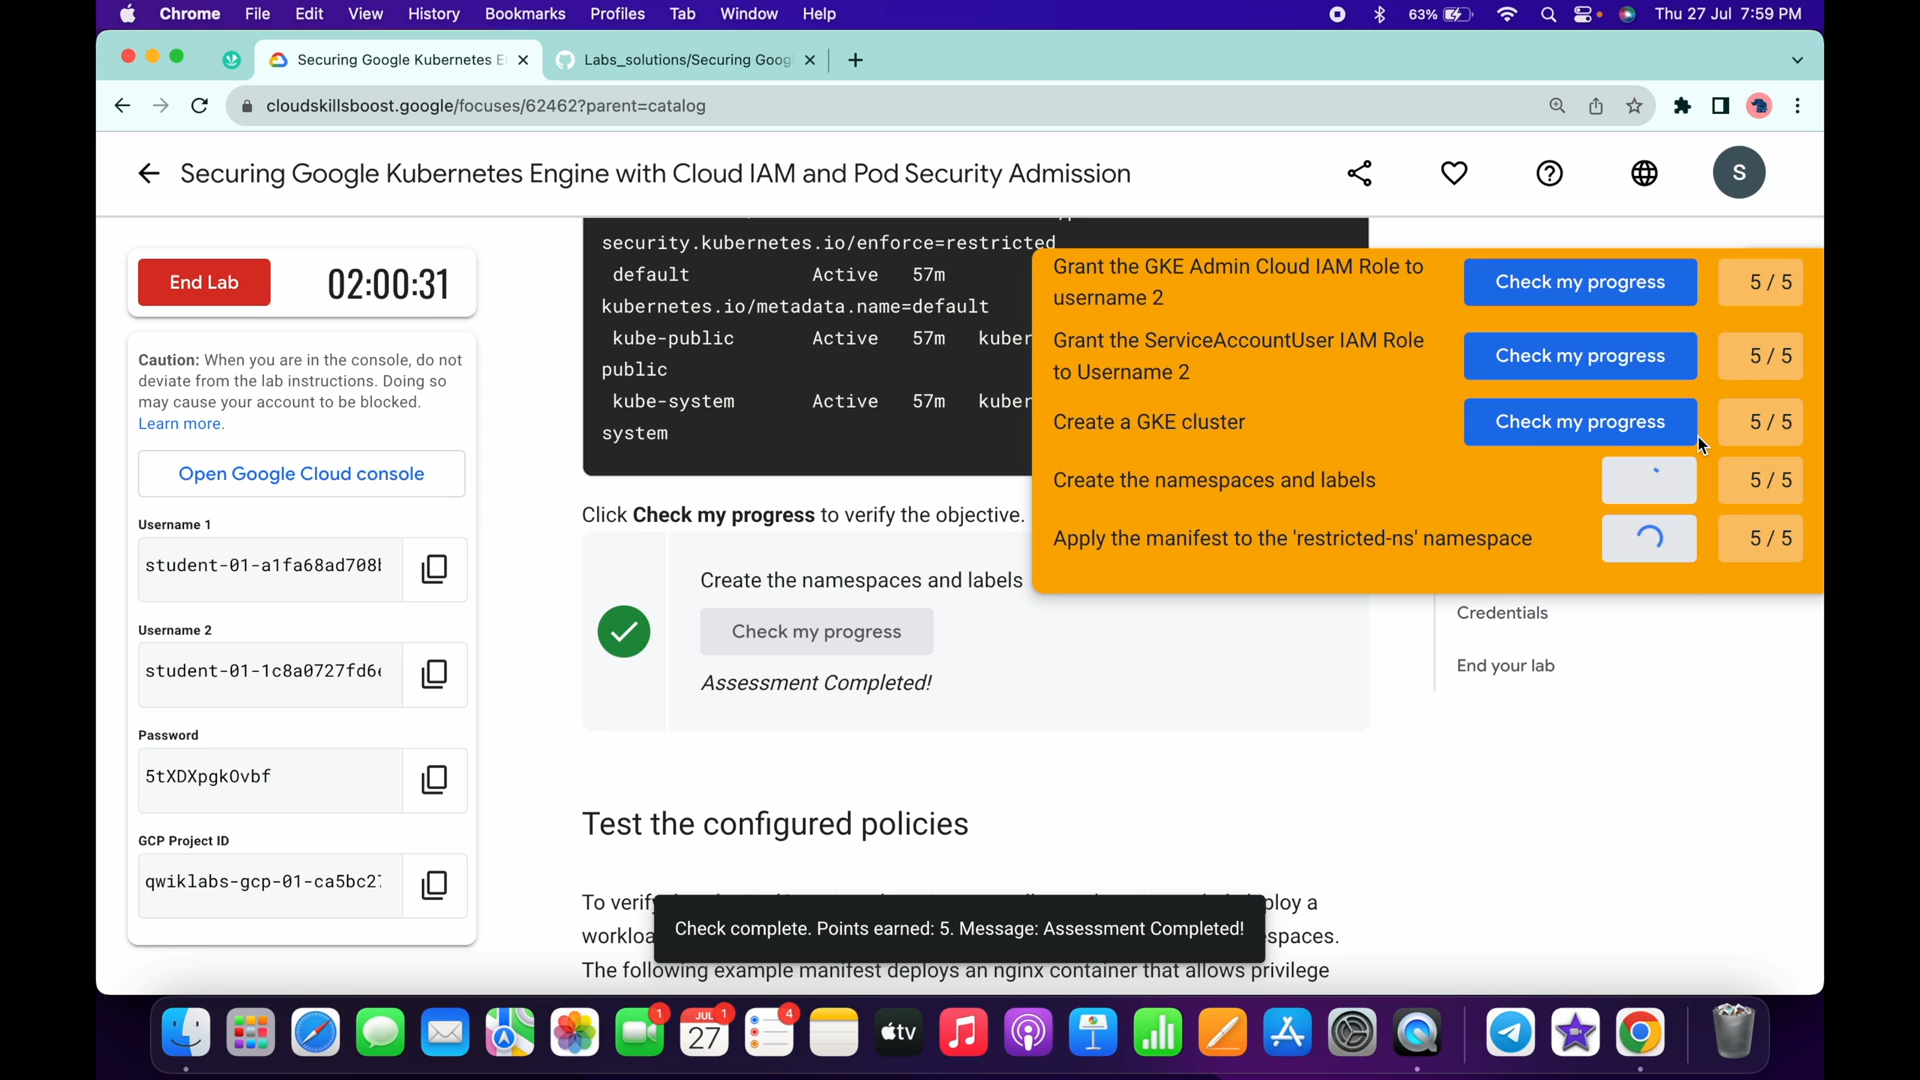 Chrome File Edit View History Bookmarks Profiles Tab Window Help 63% Thu 27 Jul 7:59 PM
Securing Google Kubernetes E Labs_solutions/Securing Goog
cloudskillsboost.google/focuses/62462?parent=catalog
Securing Google Kubernetes Engine with Cloud IAM and Pod Security Admission S
End Lab 02:00:31
Caution: When you are in the console, do not
deviate from the lab instructions. Doing so
may cause your account to be blocked.
Learn more.
Open Google Cloud console
Username 1
student-01-a1fa68ad708
Username 2
student-01-1c8a0727fd6
Password
5tXDXpgkOvbf
GCP Project ID
qwiklabs-gcp-01-ca5bc2
security.kubernetes.io/enforce=restricted
default Active 57m
kubernetes.io/metadata.name=default
kube-public Active 57m kuber
public
kube-system Active 57m kuber
system
Click Check my progress to verify the objective.
Create the namespaces and labels
Check my progress
Assessment Completed!
Test the configured policies
To verify ploy a
workloa spaces.
The following example manifest deploys an nginx container that allows privilege
Check complete. Points earned: 5. Message: Assessment Completed!
Grant the GKE Admin Cloud IAM Role to
username 2
Check my progress 5 / 5
Grant the ServiceAccountUser IAM Role
to Username 2
Check my progress 5 / 5
Create a GKE cluster Check my progress 5 / 5
Create the namespaces and labels 5 / 5
Apply the manifest to the 'restricted-ns' namespace 5 / 5
Credentials
End your lab
1
JUL
27
1
4
tv